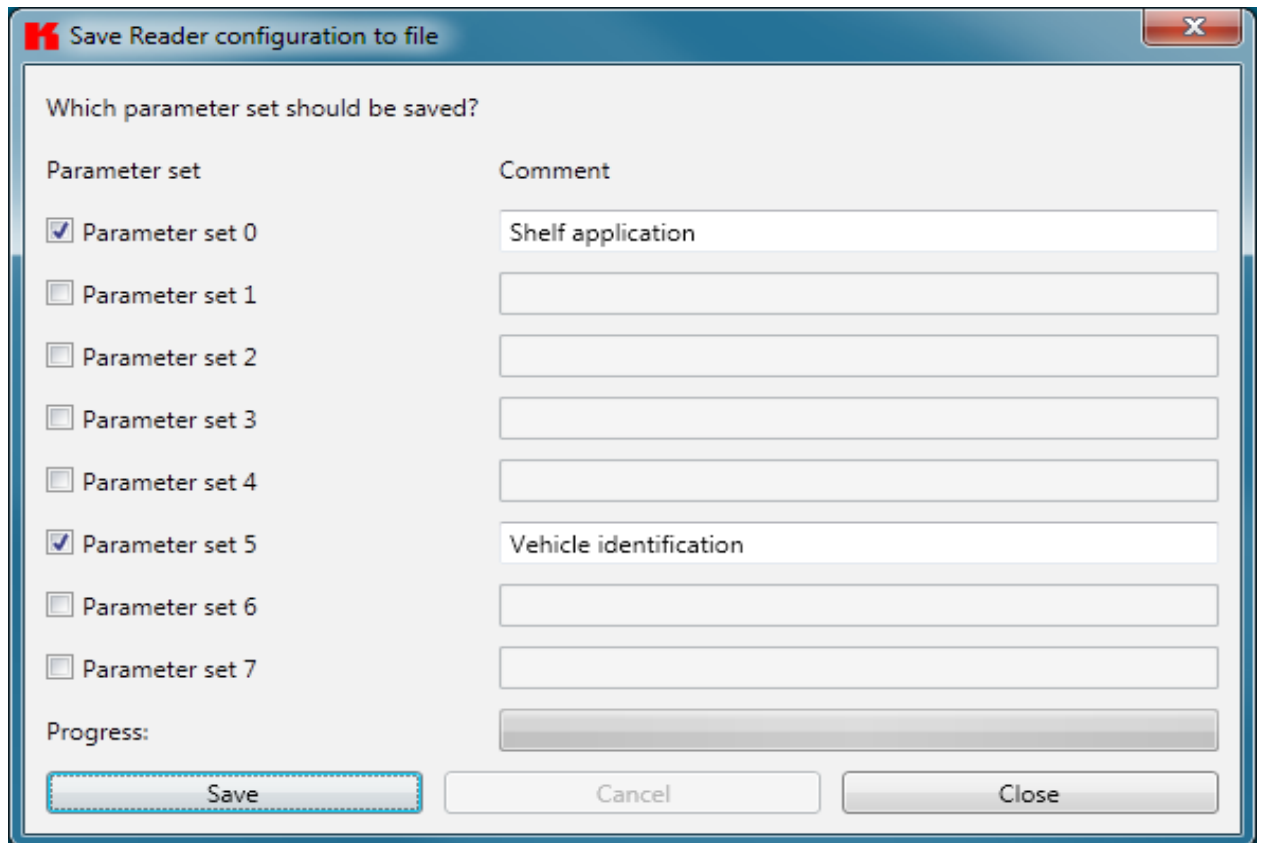 Save Reader configuration to file
Which parameter set should be saved?
Parameter set Comment
Parameter set 0 Shelf application
Parameter set 1
Parameter set 2
Parameter set 3
Parameter set 4
Parameter set 5 Vehicle identification
Parameter set 6
Parameter set 7
Progress:
Save Cancel Close